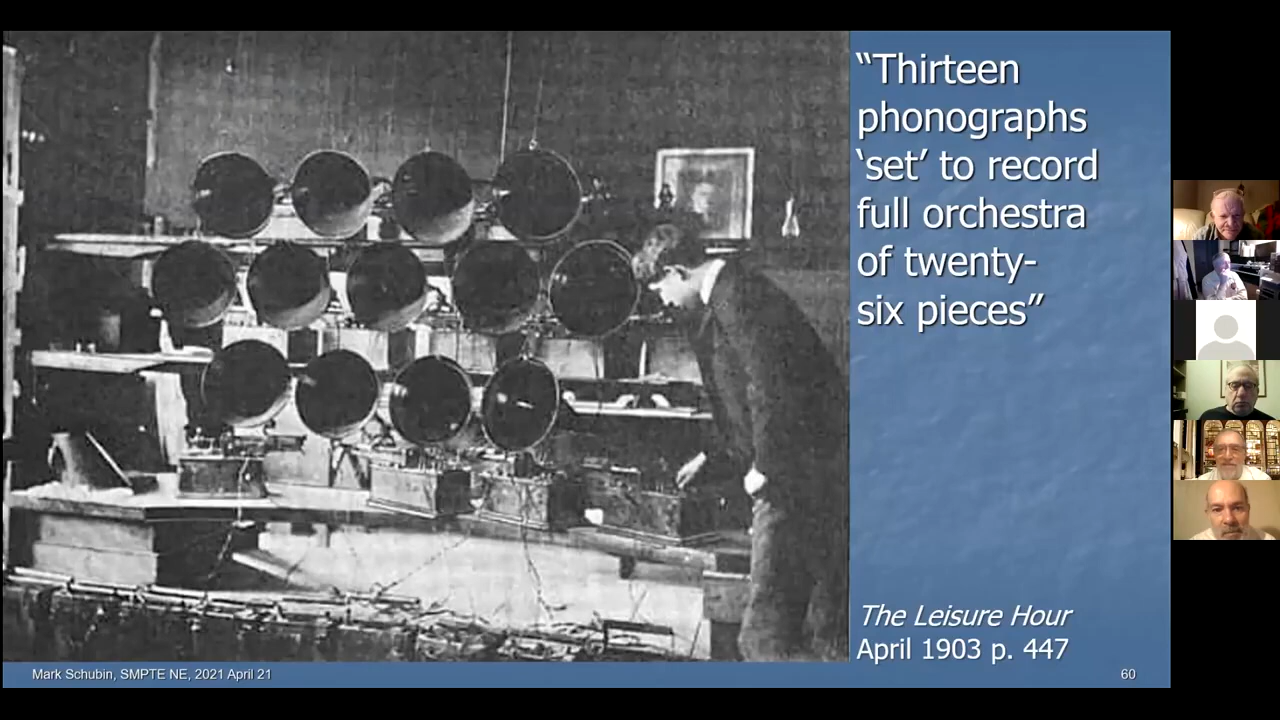 “Thirteen
phonographs
‘set’ to record
full orchestra
of twenty-
six pieces”
The Leisure Hour
April 1903 p. 447
Mark Schubin, SMPTE NE, 2021 April 21
60